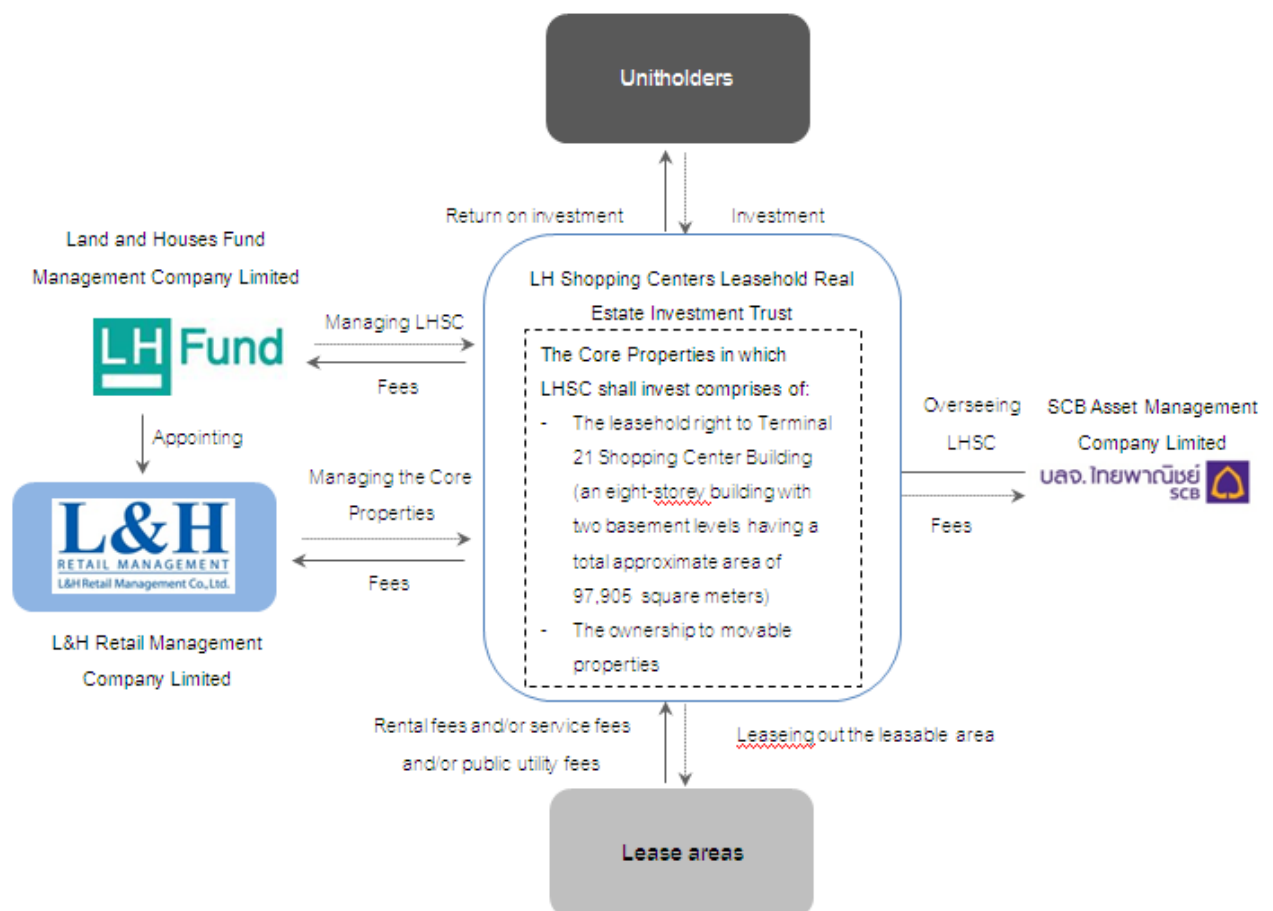 Unitholders
Return on investment
Investment
Land and Houses Fund
Management Company Limited
LH Fund
Managing LHSC
Fees
Appointing
L&H
RETAIL MANAGEMENT
L&H Retail Management Co.,Ltd.
L&H Retail Management
Company Limited
Managing the Core
Properties
Fees
LH Shopping Centers Leasehold Real
Estate Investment Trust
The Core Properties in which
LHSC shall invest comprises of:
- The leasehold right to Terminal
21 Shopping Center Building
(an eight-storey building with
two basement levels having a
total approximate area of
97,905 square meters)
- The ownership to movable
properties
Overseeing
LHSC
Fees
SCB Asset Management
Company Limited
บลจ.ไทยพาณิชย์
SCB
Rental fees and/or service fees
and/or public utility fees
Leaseing out the leasable area
Lease areas